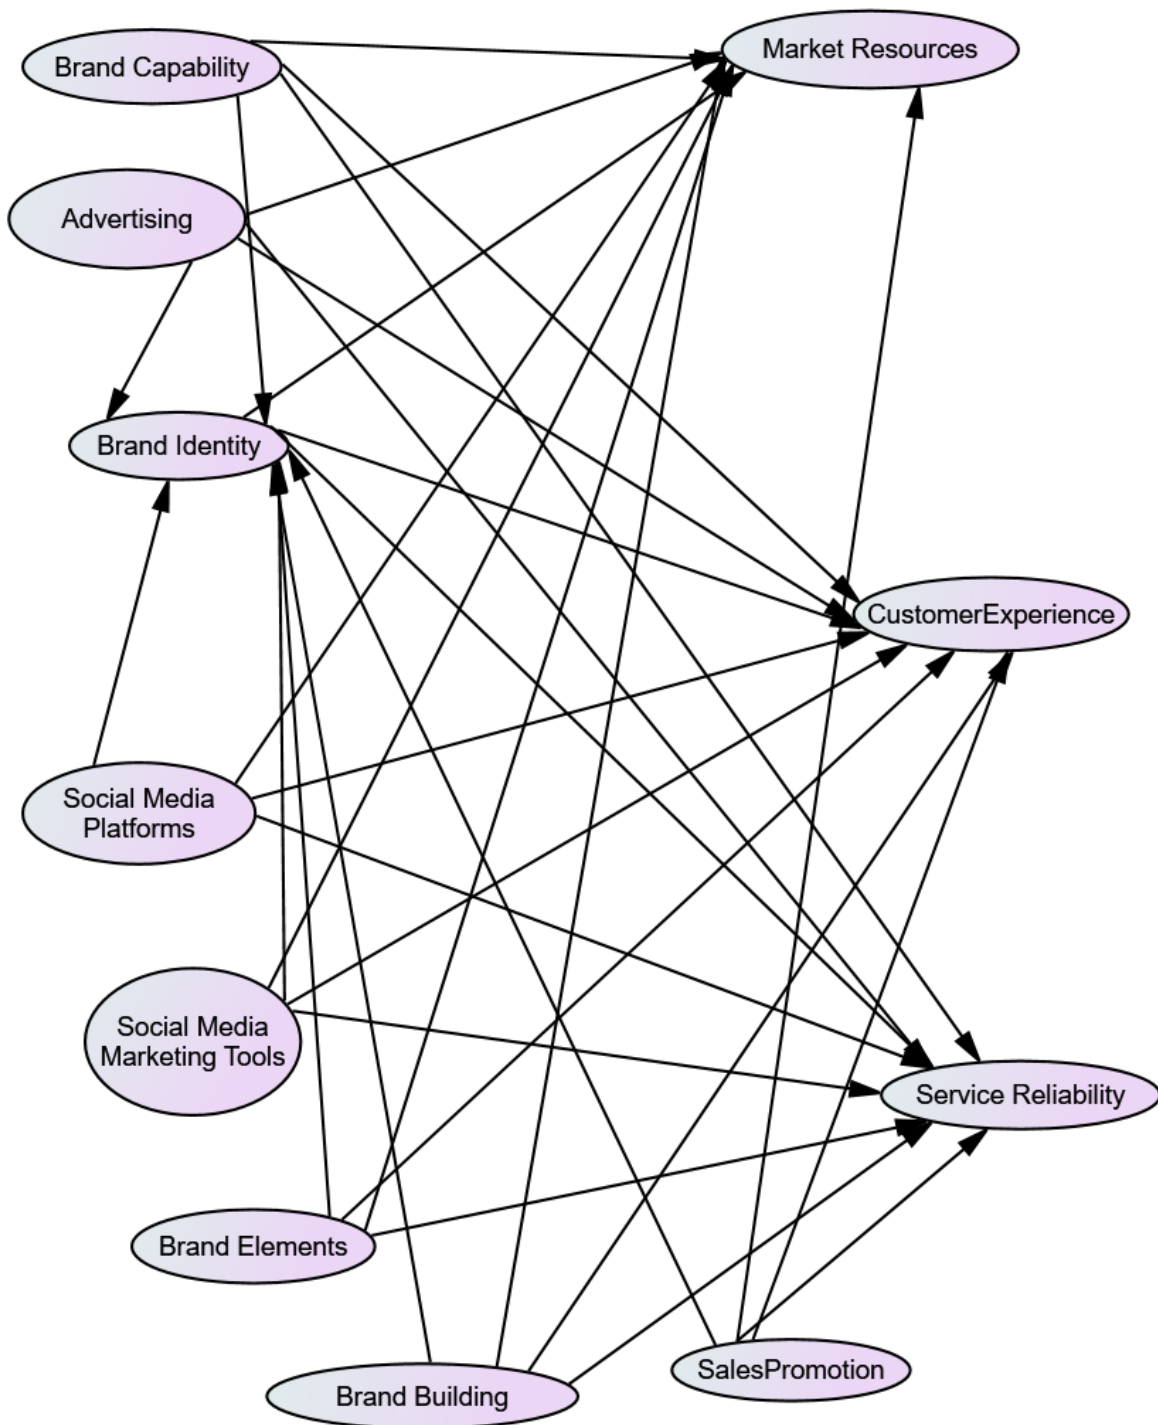 Brand Capability
Market Resources
Advertising
Brand Identity
CustomerExperience
Social Media
Platforms
Social Media
Marketing Tools
Service Reliability
Brand Elements
SalesPromotion
Brand Building